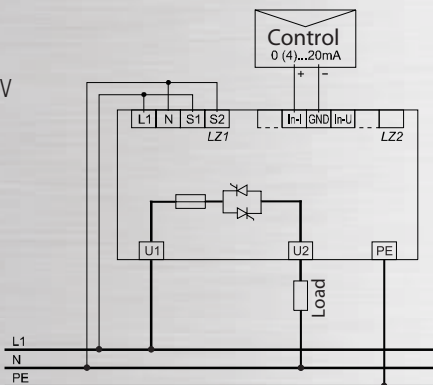 Control
0 (4)...20mA
+ −
V
L1 N S1 S2 In-I GND In-U
LZ1 LZ2
U1 U2 PE
Load
L1
N
PE